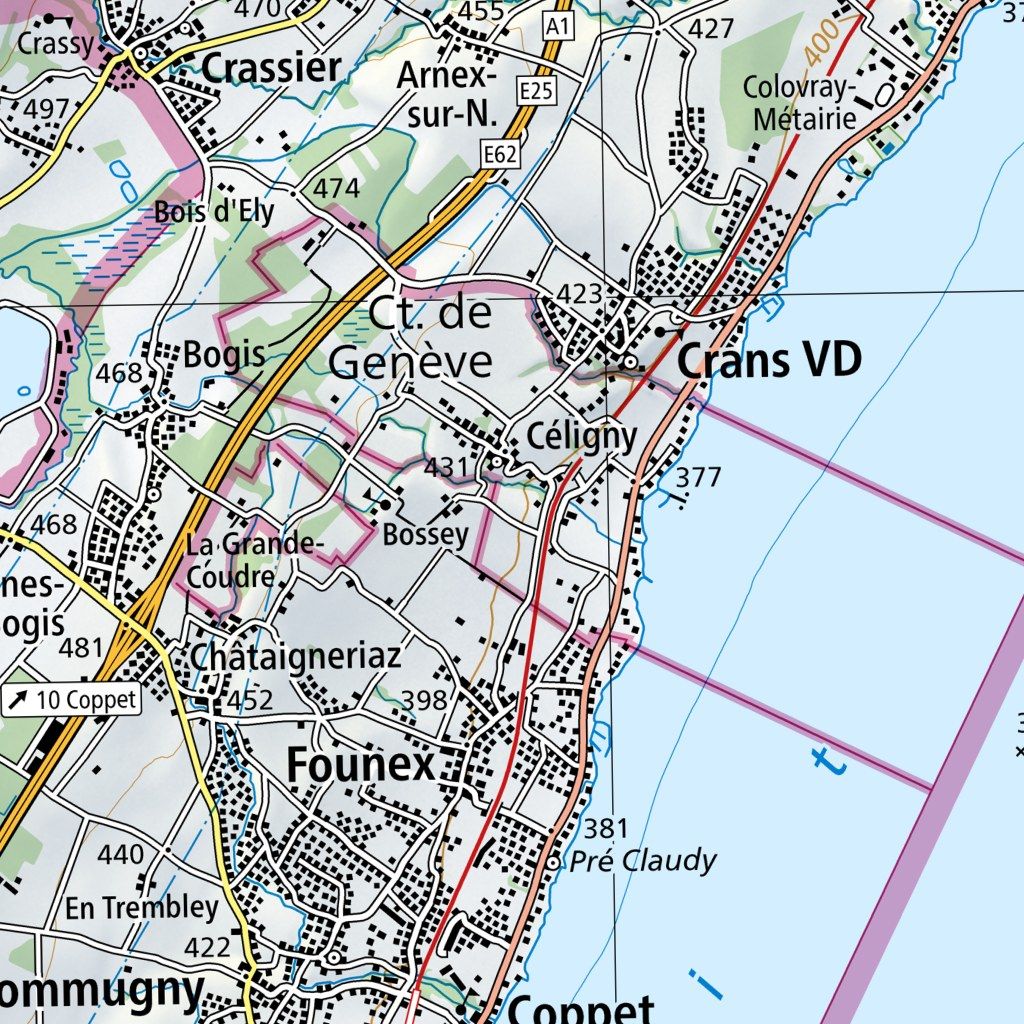 470
455
A1
427
Crassy
Crassier
400
Arnex-
sur-N.
E25
Colovray-
Métairie
497
E62
474
Bois d'Ely
423
Ct. de
Genève
Bogis
468
Crans VD
Céligny
431
377
468
Bossey
La Grande-
Coudre
nes-
ogis
481
Châtaigneriaz
10 Coppet
452
398
t
Founex
381
Pré Claudy
440
En Trembley
422
i
ommugny
Coppet